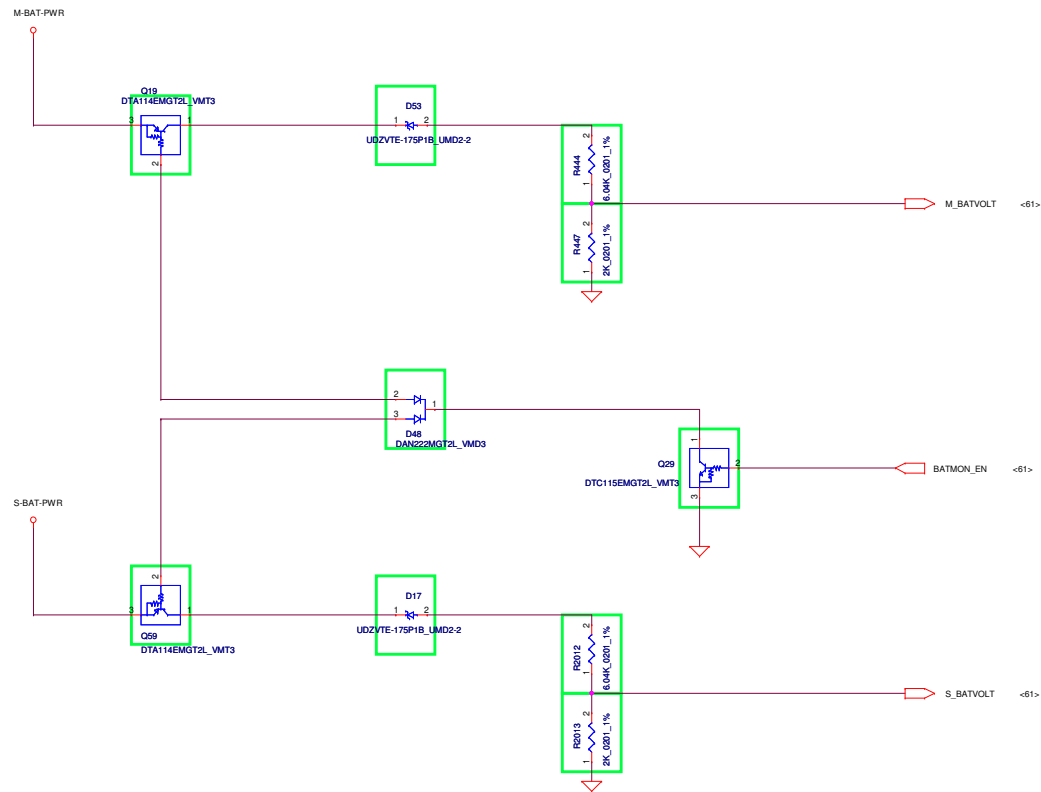 M-BAT-PWR
Q19
DTA114EMGT2L_VMT3
3
1
2
D53
1
2
UDZVTE-175P1B_UMD2-2
2
R444
6.04K_0201_1%
1
M_BATVOLT <61>
2
R447
2K_0201_1%
1
2
3
1
D48
DAN222MGT2L_VMD3
1
Q29
2
DTC115EMGT2L_VMT3
3
BATMON_EN <61>
S-BAT-PWR
2
3
1
Q59
DTA114EMGT2L_VMT3
D17
1
2
UDZVTE-175P1B_UMD2-2
2
R2012
6.04K_0201_1%
1
S_BATVOLT <61>
2
R2013
2K_0201_1%
1